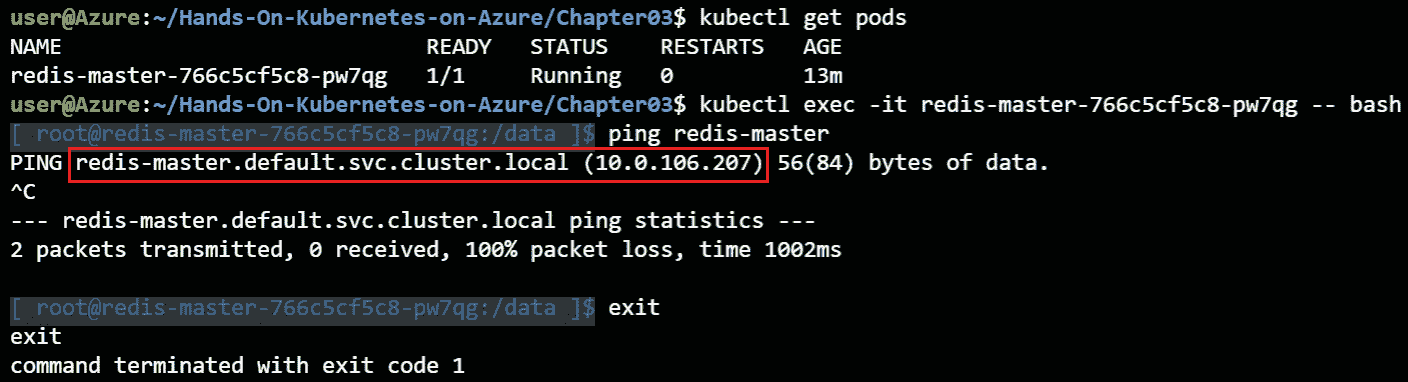 user@Azure:~/Hands-On-Kubernetes-on-Azure/Chapter03$ kubectl get pods
NAME READY STATUS RESTARTS AGE
redis-master-766c5cf5c8-pw7qg 1/1 Running 0 13m
user@Azure:~/Hands-On-Kubernetes-on-Azure/Chapter03$ kubectl exec -it redis-master-766c5cf5c8-pw7qg -- bash
[ root@redis-master-766c5cf5c8-pw7qg:/data ]$ ping redis-master
PING redis-master.default.svc.cluster.local (10.0.106.207) 56(84) bytes of data.
^C
--- redis-master.default.svc.cluster.local ping statistics ---
2 packets transmitted, 0 received, 100% packet loss, time 1002ms
[ root@redis-master-766c5cf5c8-pw7qg:/data ]$ exit
exit
command terminated with exit code 1